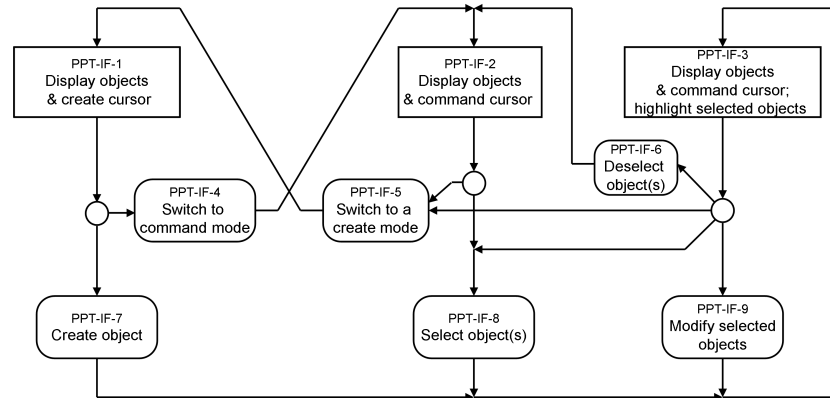 PPT-IF-1
Display objects
& create cursor
PPT-IF-2
Display objects
& command cursor
PPT-IF-3
Display objects
& command cursor;
highlight selected objects
PPT-IF-4
Switch to
command mode
PPT-IF-5
Switch to a
create mode
PPT-IF-6
Deselect
object(s)
PPT-IF-7
Create object
PPT-IF-8
Select object(s)
PPT-IF-9
Modify selected
objects